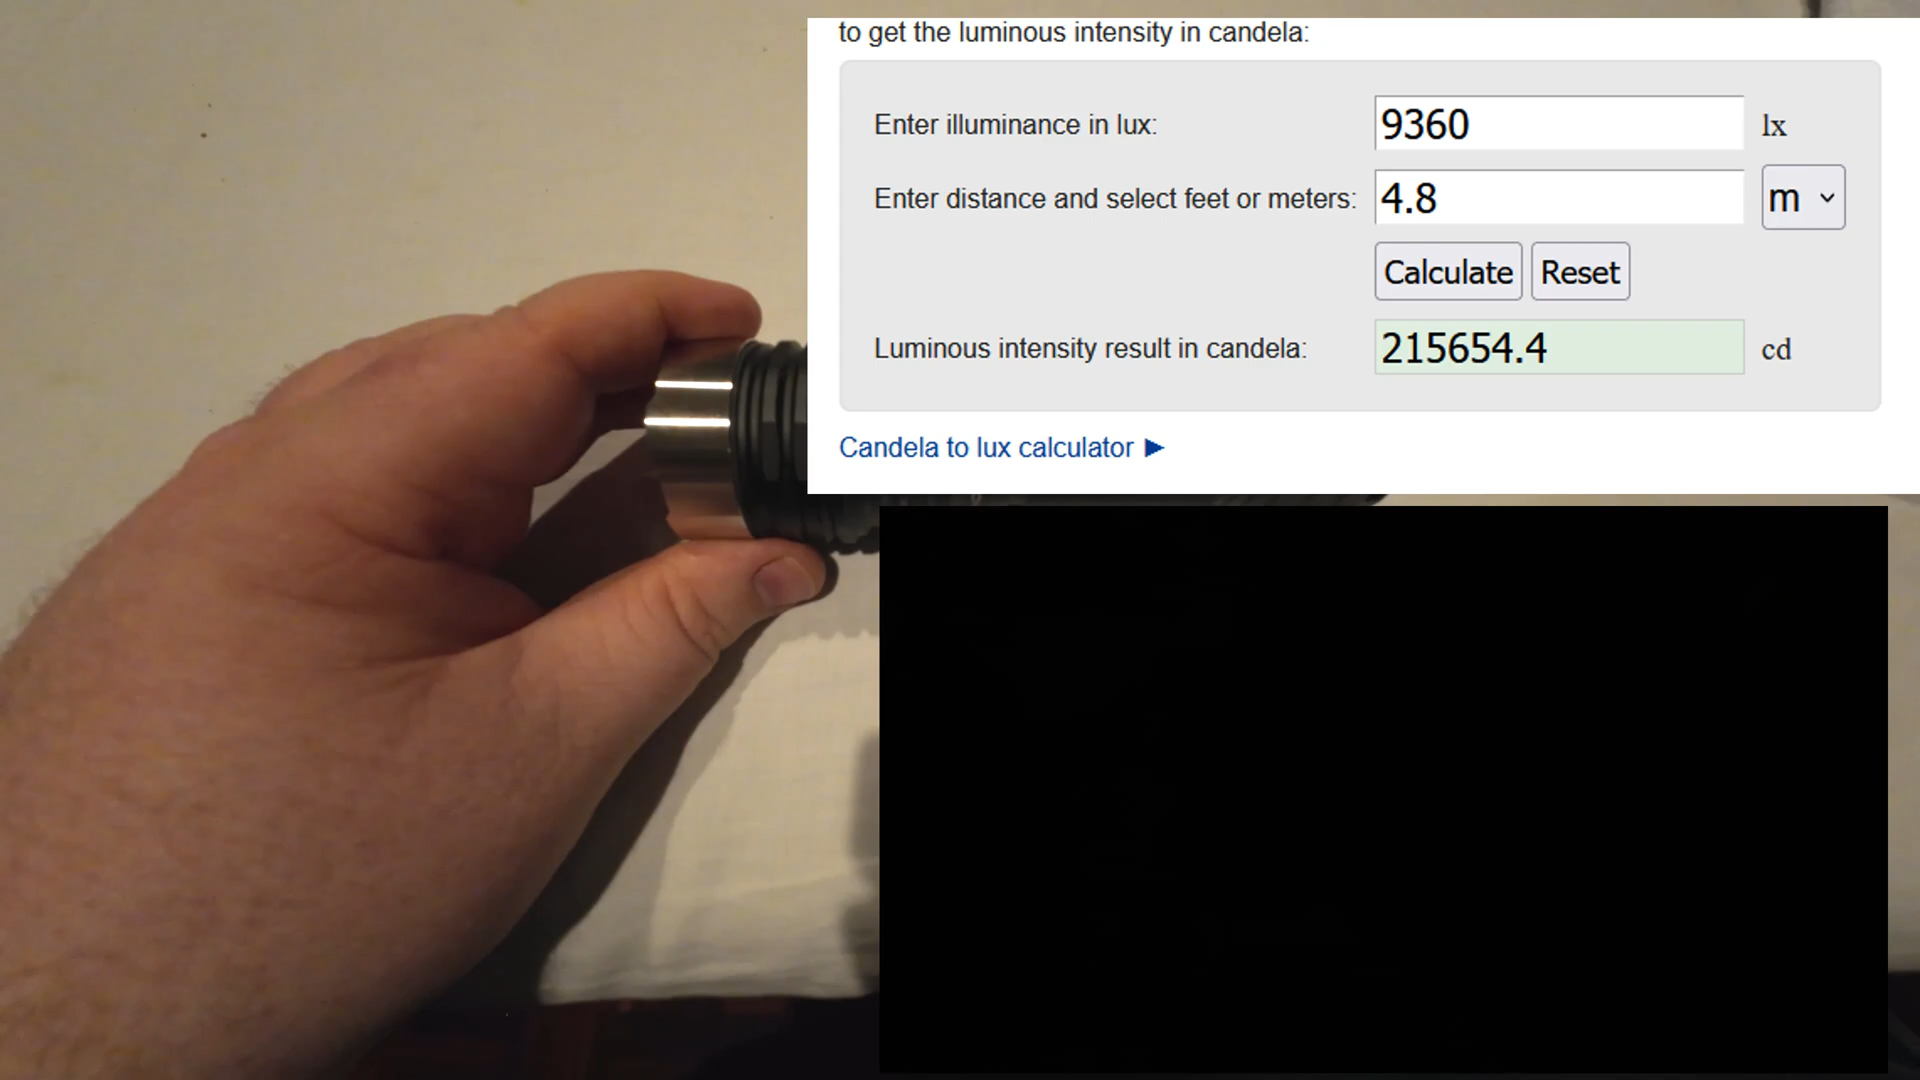 to get the luminous intensity in candela:
Enter illuminance in lux: 9360 lx
Enter distance and select feet or meters: 4.8 m
Calculate Reset
Luminous intensity result in candela: 215654.4 cd
Candela to lux calculator ►